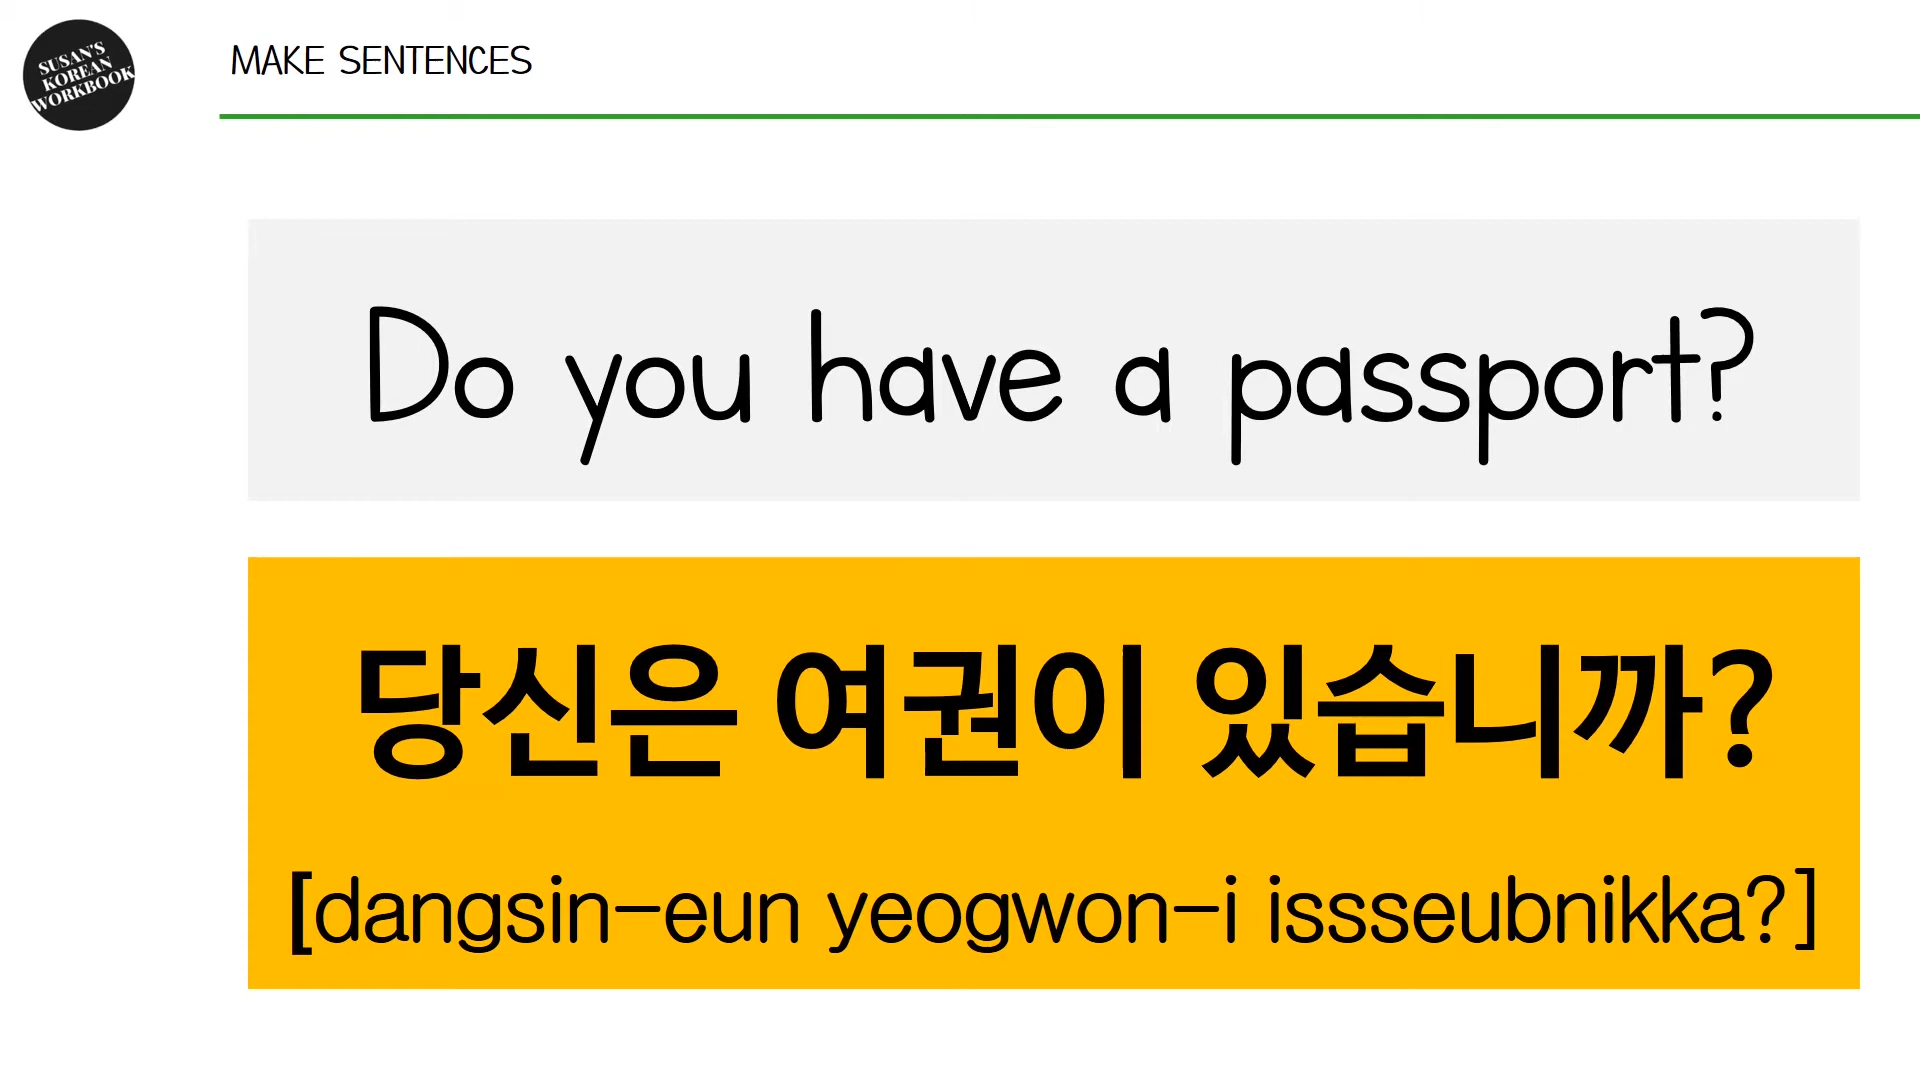 SUSAN'S
KOREAN
WORKBOOK
MAKE SENTENCES
Do you have a passport?
당신은 여권이 있습니까?
[dangsin-eun yeogwon-i issseubnikka?]